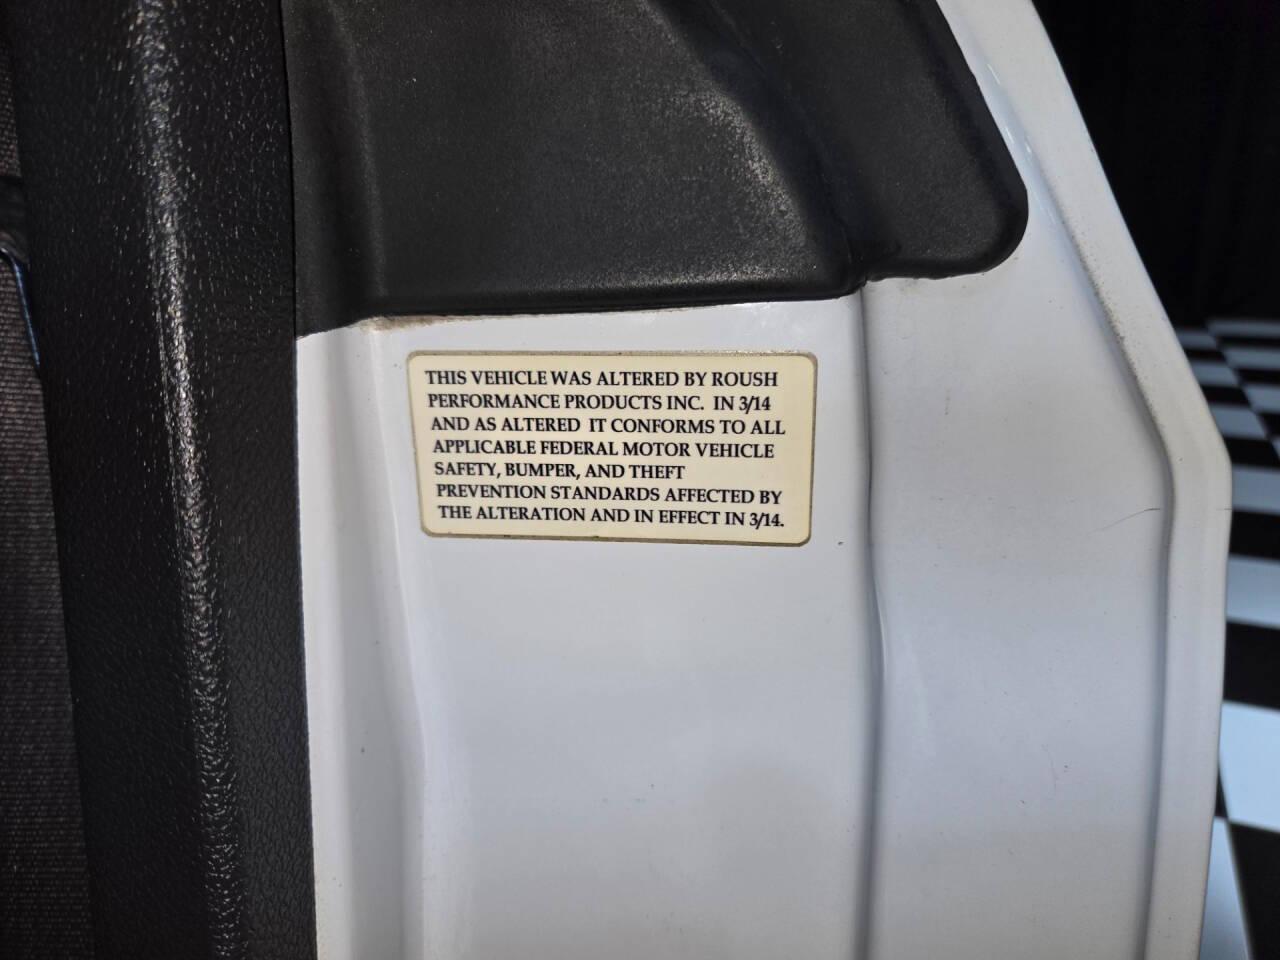 THIS VEHICLE WAS ALTERED BY ROUSH
PERFORMANCE PRODUCTS INC. IN 3/14
AND AS ALTERED IT CONFORMS TO ALL
APPLICABLE FEDERAL MOTOR VEHICLE
SAFETY, BUMPER, AND THEFT
PREVENTION STANDARDS AFFECTED BY
THE ALTERATION AND IN EFFECT IN 3/14.